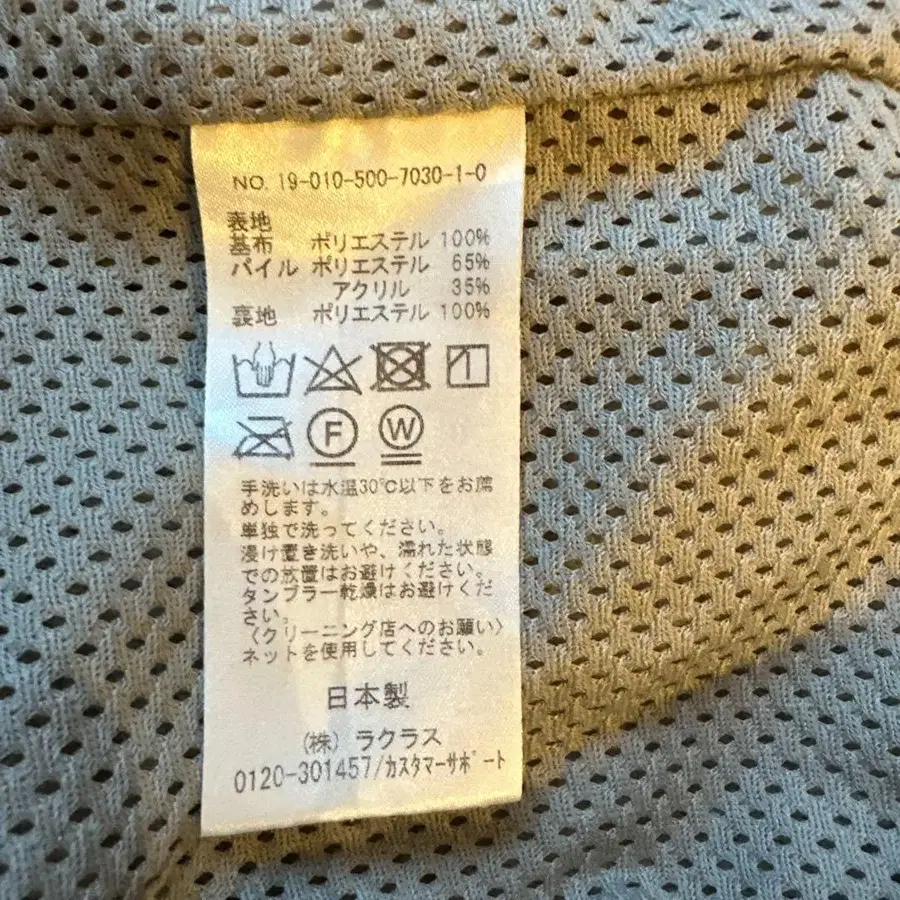 NO. 19-010-500-7030-1-0
表地
基布 ポリエステル 100%
パイル ポリエステル 65%
アクリル 35%
裏地 ポリエステル 100%
F W
手洗いは水温30℃以下をお薦
めします。
単独で洗ってください。
浸け置き洗いや、濡れた状態
での放置はお避けください。
タンブラー乾燥はお避けくだ
さい。
〈クリーニング店へのお願い〉
ネットを使用してください。
日本製
(株) ラクラス
0120-301457/カスタマーサポート